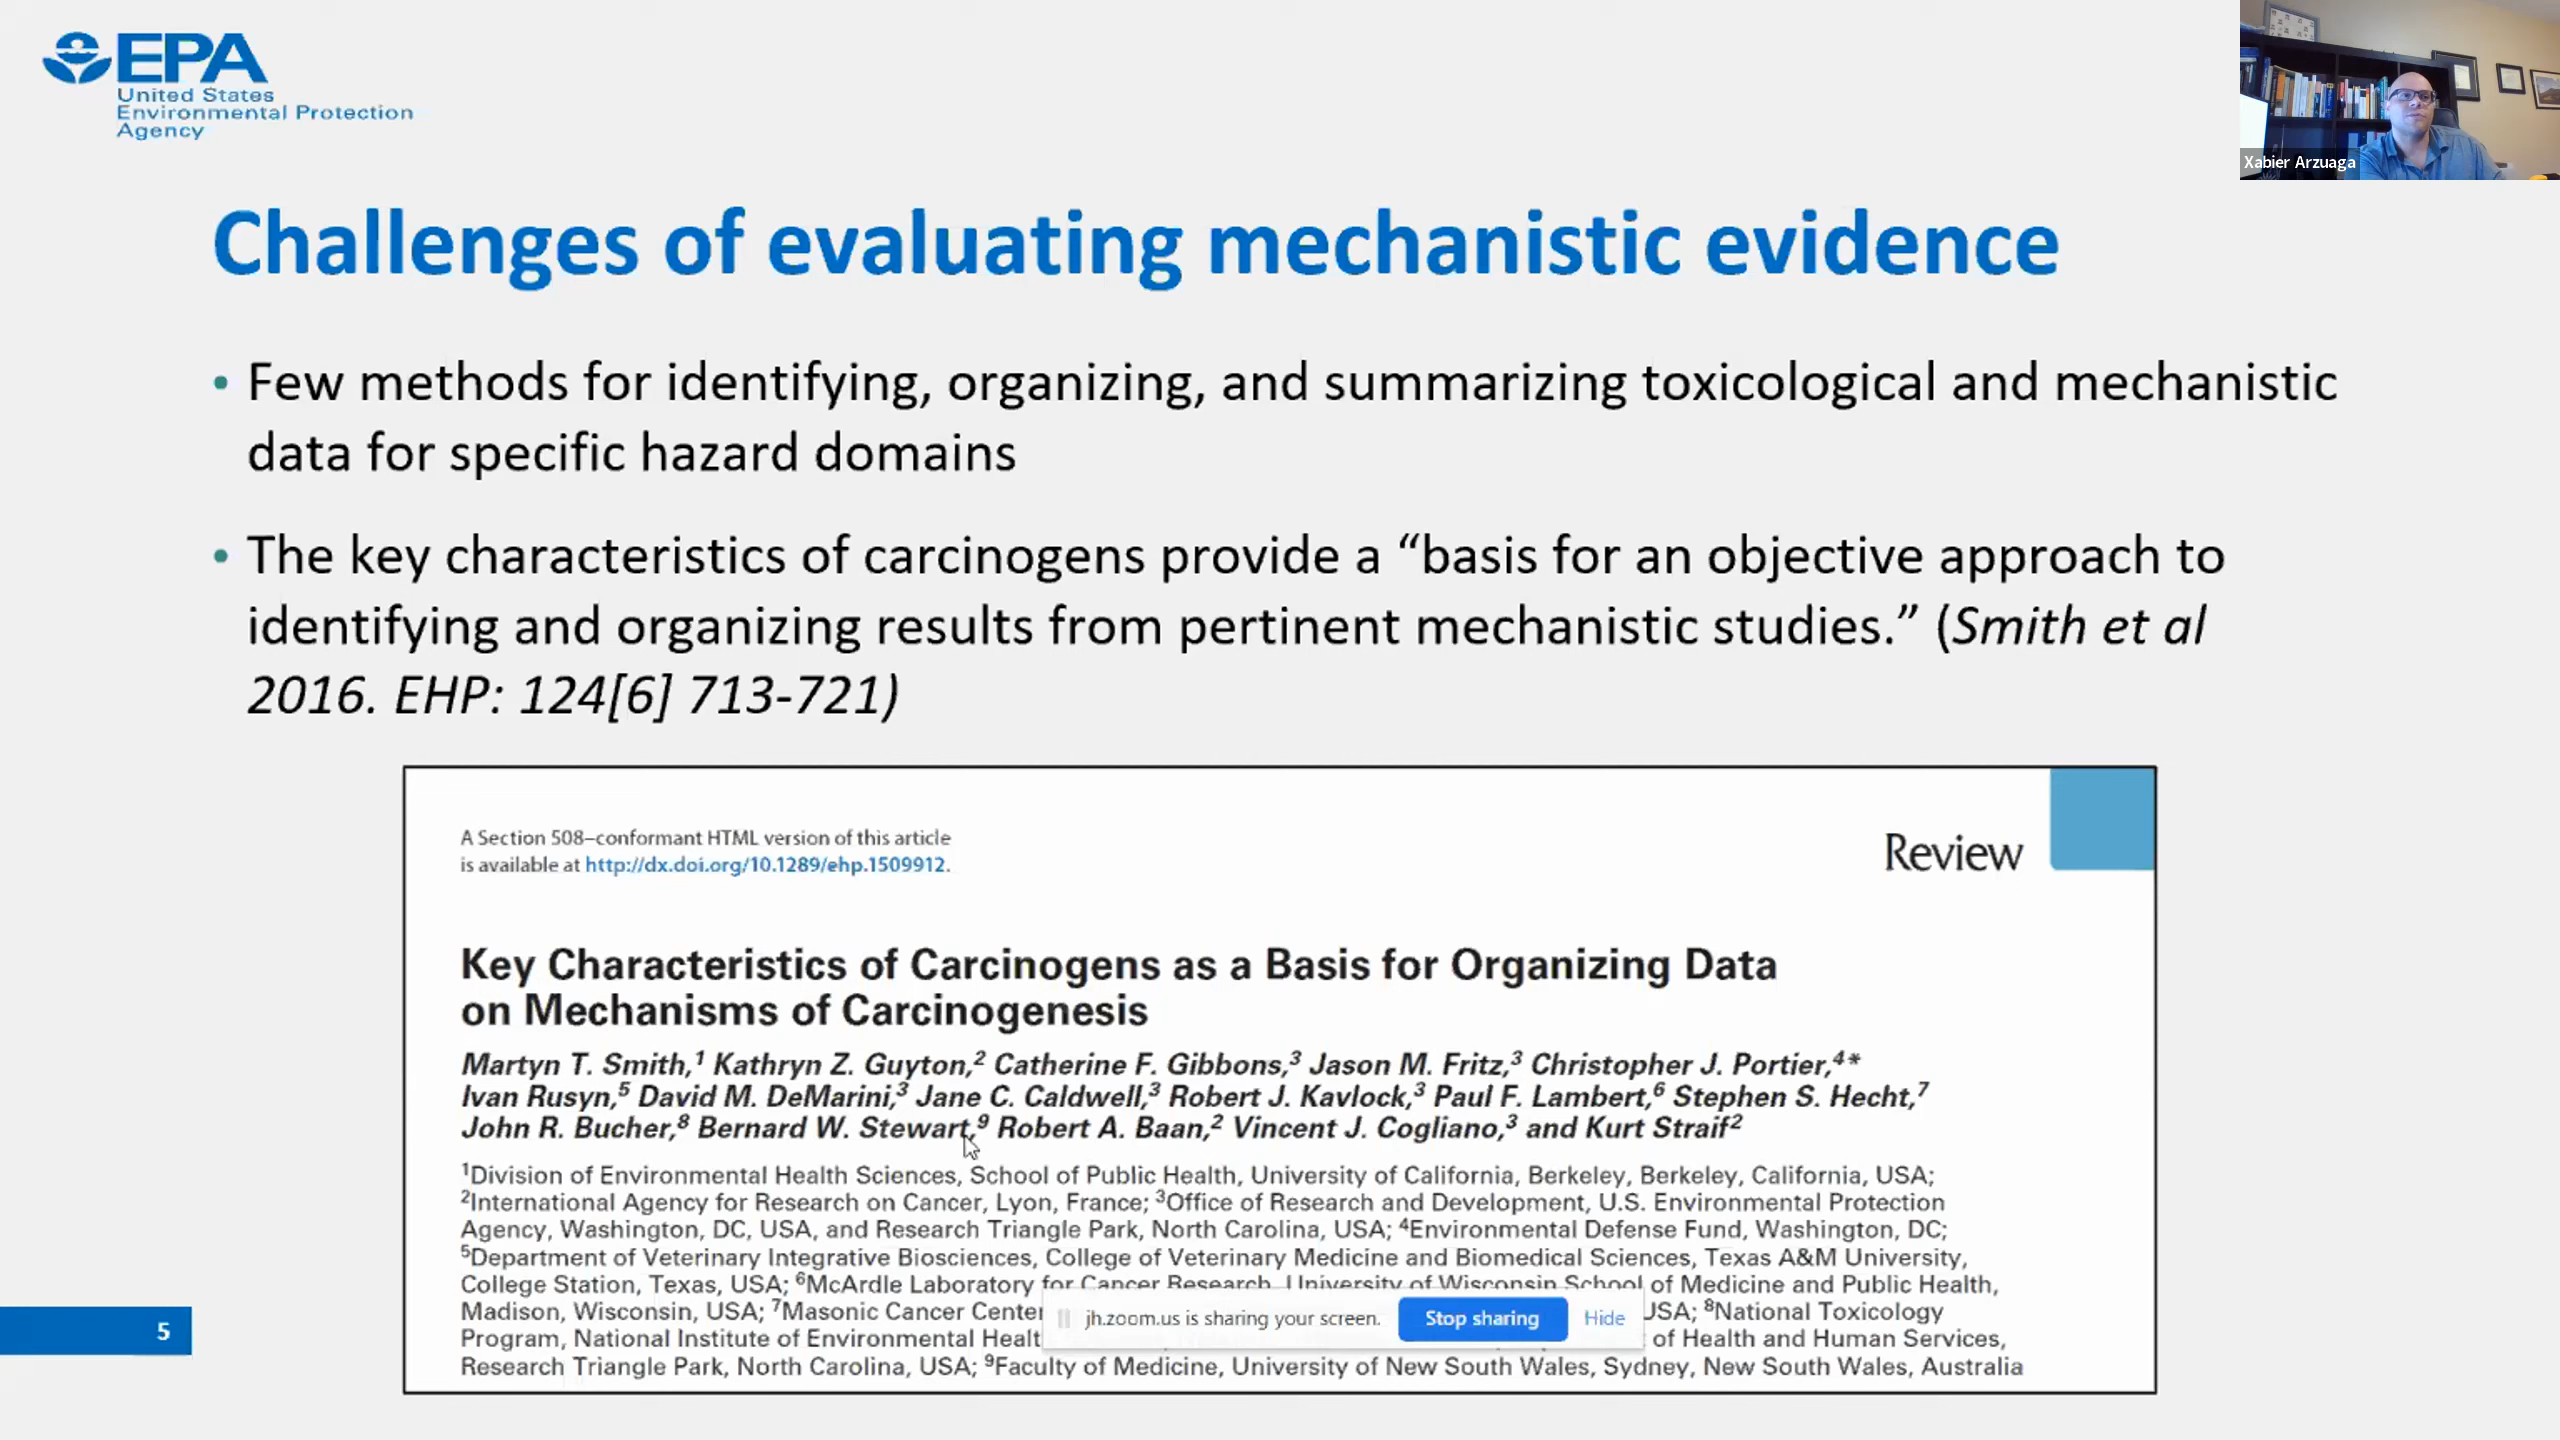 EPA
United States
Environmental Protection
Agency
Xabier Arzuaga
Challenges of evaluating mechanistic evidence
• Few methods for identifying, organizing, and summarizing toxicological and mechanistic
data for specific hazard domains
• The key characteristics of carcinogens provide a “basis for an objective approach to
identifying and organizing results from pertinent mechanistic studies.” (Smith et al
2016. EHP: 124[6] 713-721)
A Section 508–conformant HTML version of this article
is available at http://dx.doi.org/10.1289/ehp.1509912.
Review
Key Characteristics of Carcinogens as a Basis for Organizing Data
on Mechanisms of Carcinogenesis
Martyn T. Smith,1 Kathryn Z. Guyton,2 Catherine F. Gibbons,3 Jason M. Fritz,3 Christopher J. Portier,4*
Ivan Rusyn,5 David M. DeMarini,3 Jane C. Caldwell,3 Robert J. Kavlock,3 Paul F. Lambert,6 Stephen S. Hecht,7
John R. Bucher,8 Bernard W. Stewart,9 Robert A. Baan,2 Vincent J. Cogliano,3 and Kurt Straif2
1Division of Environmental Health Sciences, School of Public Health, University of California, Berkeley, Berkeley, California, USA;
2International Agency for Research on Cancer, Lyon, France; 3Office of Research and Development, U.S. Environmental Protection
Agency, Washington, DC, USA, and Research Triangle Park, North Carolina, USA; 4Environmental Defense Fund, Washington, DC;
5Department of Veterinary Integrative Biosciences, College of Veterinary Medicine and Biomedical Sciences, Texas A&M University,
College Station, Texas, USA; 6McArdle Laboratory for Cancer Research, University of Wisconsin School of Medicine and Public Health,
Madison, Wisconsin, USA; 7Masonic Cancer Center USA; 8National Toxicology
Program, National Institute of Environmental Healt of Health and Human Services,
Research Triangle Park, North Carolina, USA; 9Faculty of Medicine, University of New South Wales, Sydney, New South Wales, Australia
jh.zoom.us is sharing your screen. Stop sharing Hide
5